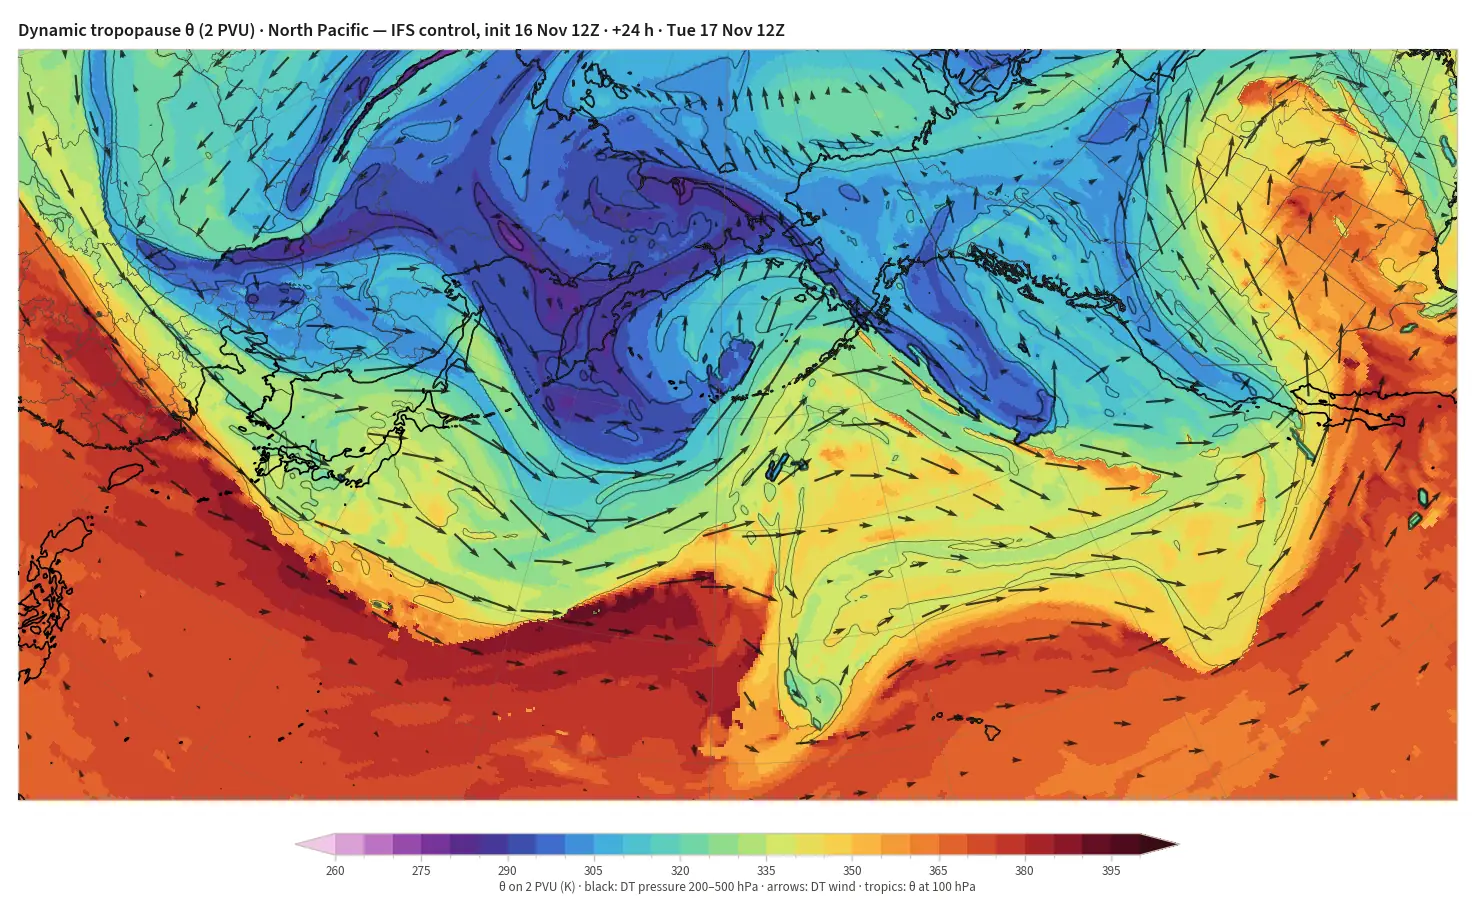 Dynamic tropopause θ (2 PVU) · North Pacific — IFS control, init 16 Nov 12Z · +24 h · Tue 17 Nov 12Z
260 275 290 305 320 335 350 365 380 395
θ on 2 PVU (K) · black: DT pressure 200–500 hPa · arrows: DT wind · tropics: θ at 100 hPa